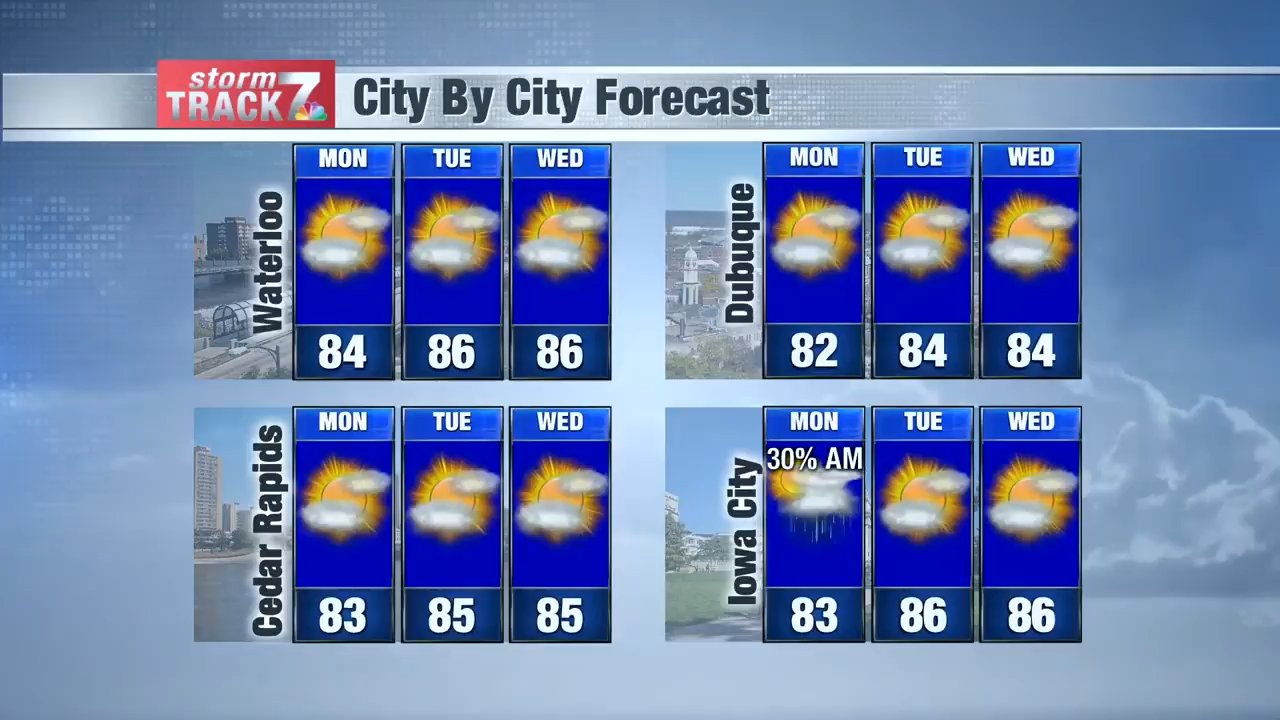 storm
TRACK 7
City By City Forecast
Waterloo
MON TUE WED
84 86 86
Dubuque
MON TUE WED
82 84 84
Cedar Rapids
MON TUE WED
83 85 85
Iowa City
MON TUE WED
30% AM
83 86 86